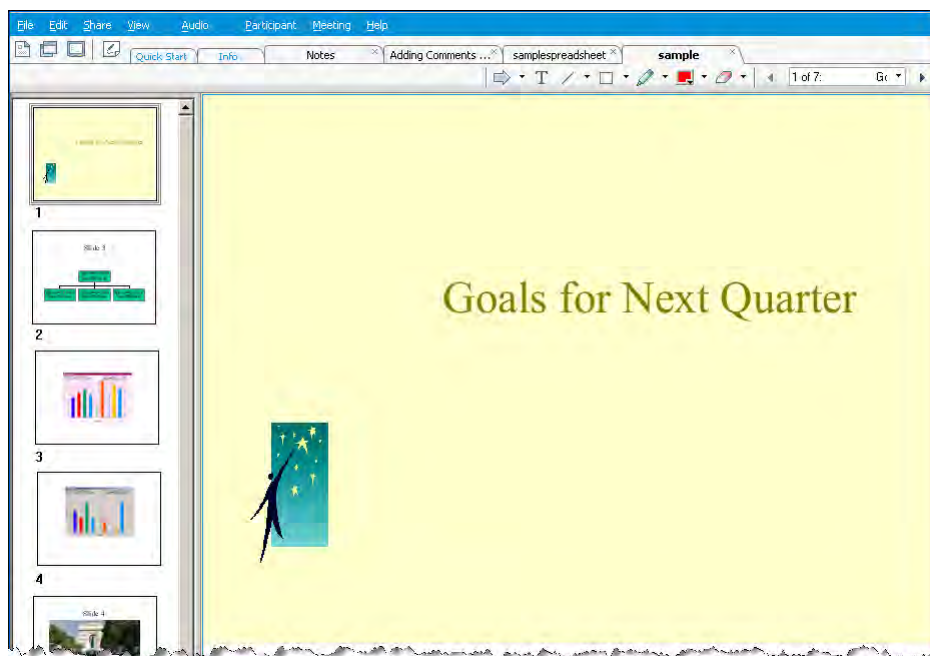 File Edit Share View Audio Participant Meeting Help
Quick Start Info Notes Adding Comments ... samplespreadsheet sample
T 1 of 7: Gc
1
Slide 3
2
3
4
Slide 4
Goals for Next Quarter